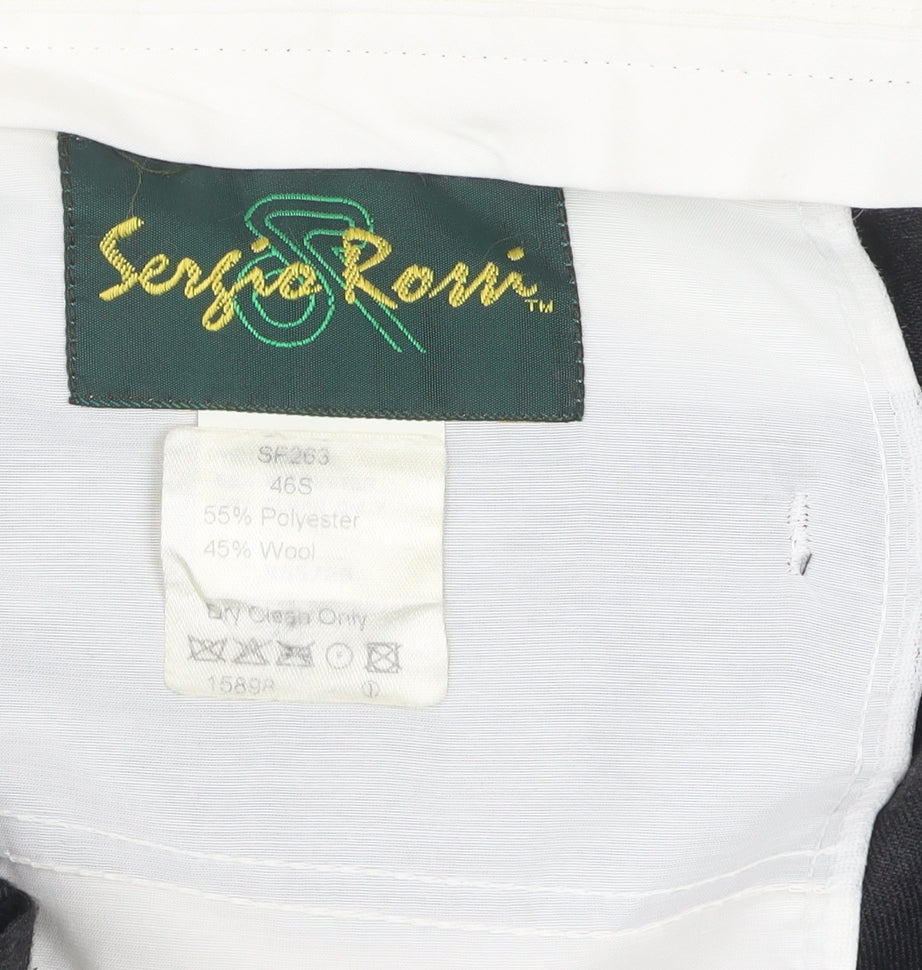 Sergio Rossi TM
SR263
46S
55% Polyester
45% Wool
Dry Clean Only
15898